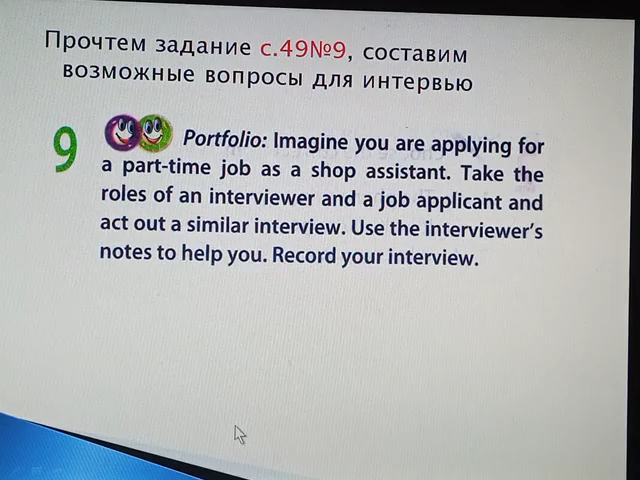 Прочтем задание с.49№9, составим
возможные вопросы для интервью
9 Portfolio: Imagine you are applying for
a part-time job as a shop assistant. Take the
roles of an interviewer and a job applicant and
act out a similar interview. Use the interviewer's
notes to help you. Record your interview.